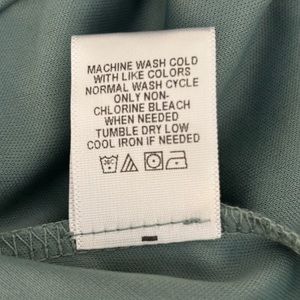 MACHINE WASH COLD
WITH LIKE COLORS
NORMAL WASH CYCLE
ONLY NON-
CHLORINE BLEACH
WHEN NEEDED
TUMBLE DRY LOW
COOL IRON IF NEEDED